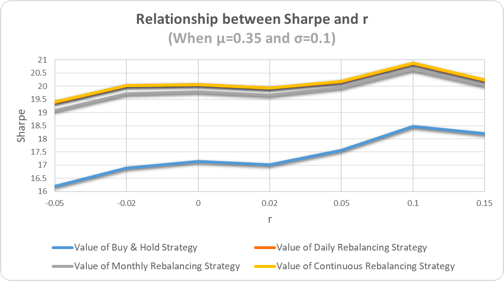 Relationship between Sharpe and r
(When μ=0.35 and σ=0.1)
21
20.5
20
19.5
19
18.5
18
17.5
17
16.5
16
Sharpe
-0.05 -0.02 0 0.02 0.05 0.1 0.15
r
Value of Buy & Hold Strategy Value of Daily Rebalancing Strategy
Value of Monthly Rebalancing Strategy Value of Continuous Rebalancing Strategy